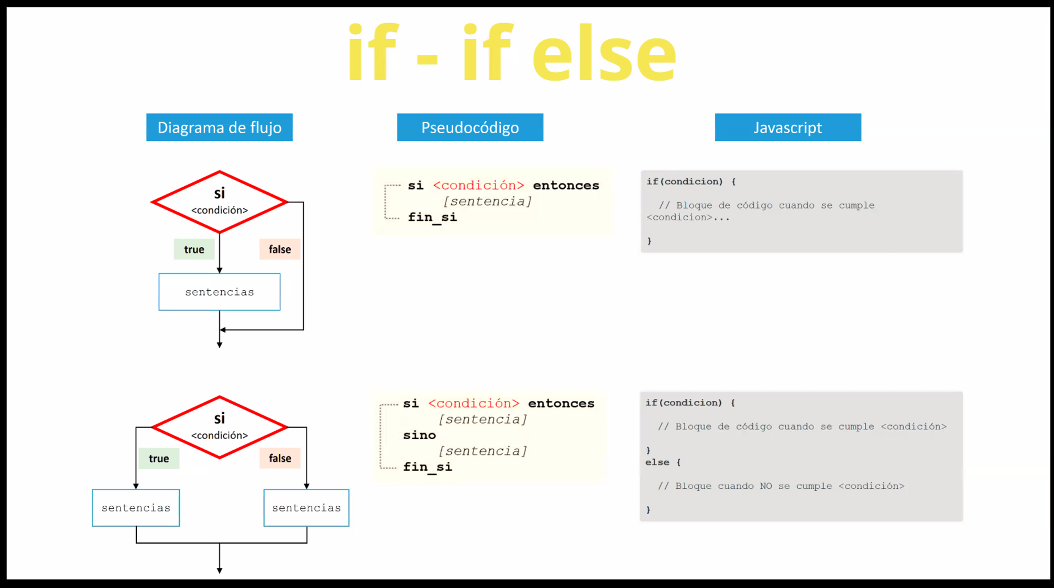 if - if else
Diagrama de flujo
Pseudocódigo
Javascript
si
<condición>
true
false
sentencias
si <condición> entonces
[sentencia]
fin_si
if(condicion) {
// Bloque de código cuando se cumple
<condicion>...
}
si
<condición>
true
false
sentencias
sentencias
si <condición> entonces
[sentencia]
sino
[sentencia]
fin_si
if(condicion) {
// Bloque de código cuando se cumple <condición>
}
else {
// Bloque cuando NO se cumple <condición>
}